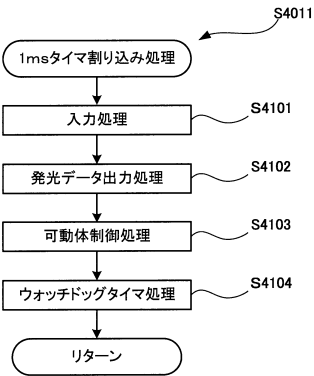 S4011
1msタイマ割り込み処理
入力処理
S4101
発光データ出力処理
S4102
可動体制御処理
S4103
ウォッチドッグタイマ処理
S4104
リターン